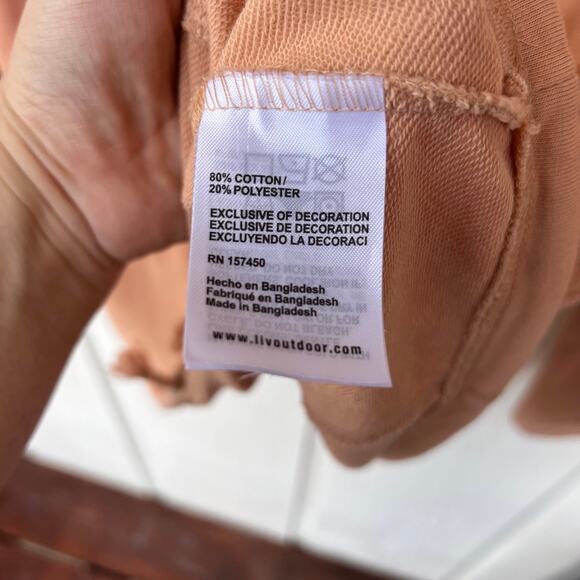 80% COTTON/
20% POLYESTER
EXCLUSIVE OF DECORATION
EXCLUSIVE DE DECORATION
EXCLUYENDO LA DECORACI
RN 157450
Hecho en Bangladesh
Fabriqué en Bangladesh
Made in Bangladesh
www.livoutdoor.com